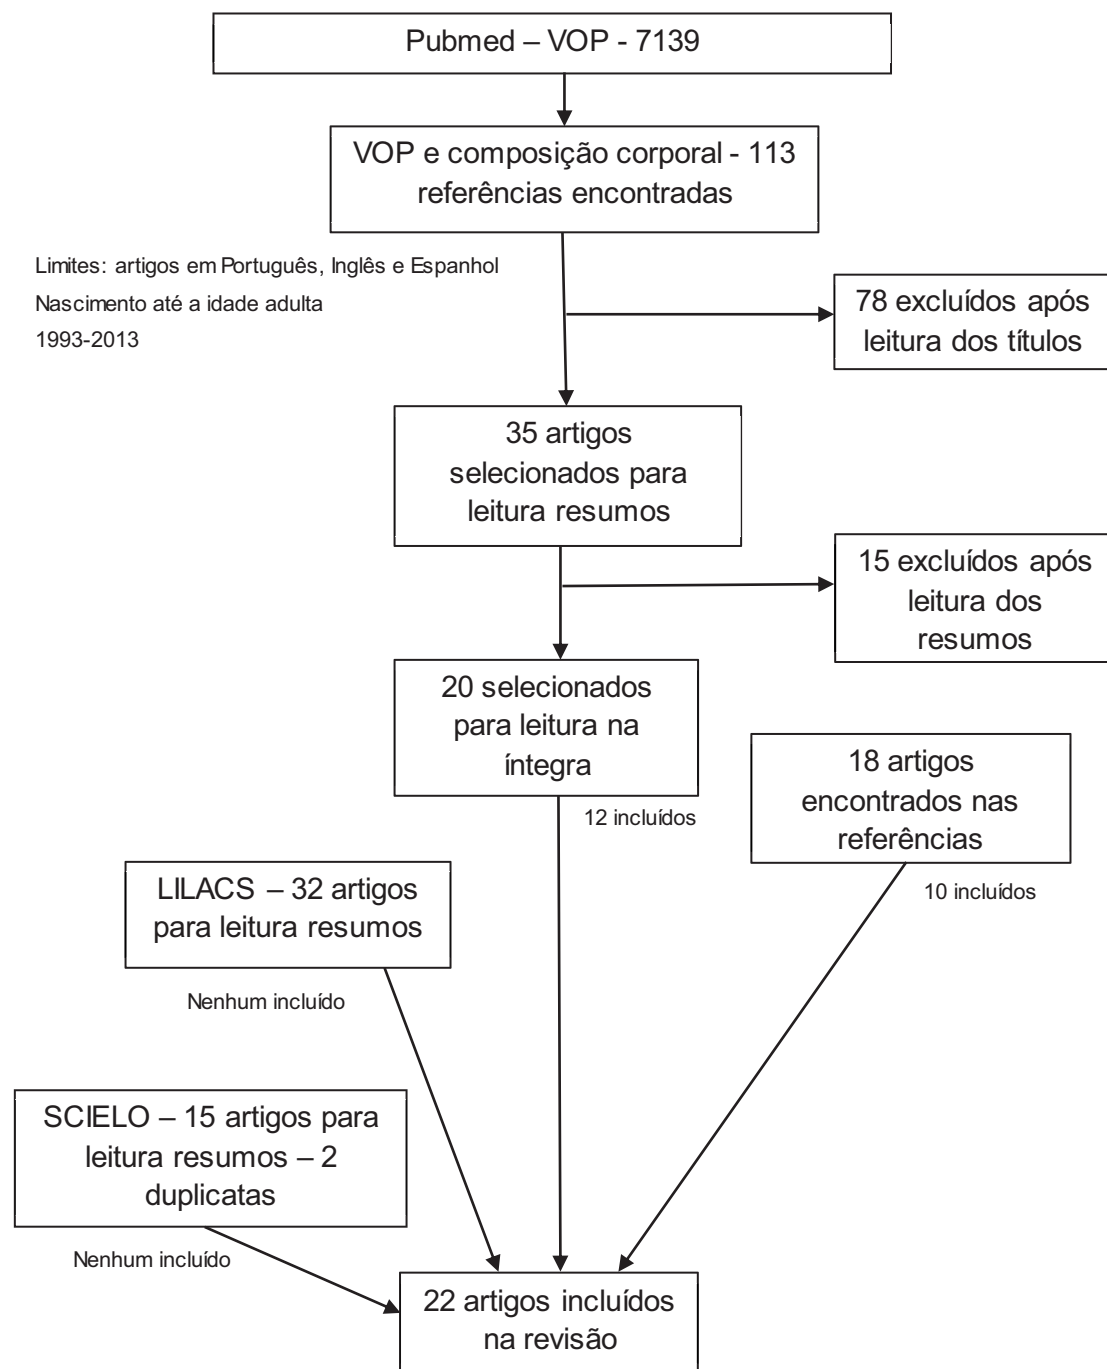 Pubmed – VOP - 7139
VOP e composição corporal - 113
referências encontradas
Limites: artigos em Português, Inglês e Espanhol
Nascimento até a idade adulta
1993-2013
78 excluídos após
leitura dos títulos
35 artigos
selecionados para
leitura resumos
15 excluídos após
leitura dos
resumos
20 selecionados
para leitura na
íntegra
12 incluídos
18 artigos
encontrados nas
referências
10 incluídos
LILACS – 32 artigos
para leitura resumos
Nenhum incluído
SCIELO – 15 artigos para
leitura resumos – 2
duplicatas
Nenhum incluído
22 artigos incluídos
na revisão